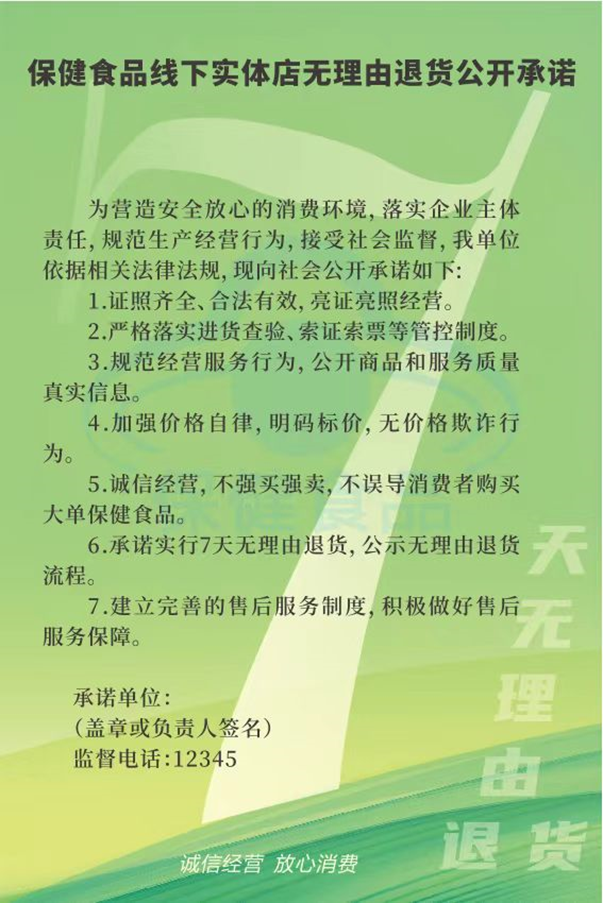 保健食品线下实体店无理由退货公开承诺
为营造安全放心的消费环境，落实企业主体
责任，规范生产经营行为，接受社会监督，我单位
依据相关法律法规，现向社会公开承诺如下：
1.证照齐全、合法有效，亮证亮照经营。
2.严格落实进货查验、索证索票等管控制度。
3.规范经营服务行为，公开商品和服务质量
真实信息。
4.加强价格自律，明码标价，无价格欺诈行
为。
5.诚信经营，不强买强卖，不误导消费者购买
大单保健食品。
6.承诺实行7天无理由退货，公示无理由退货
流程。
7.建立完善的售后服务制度，积极做好售后
服务保障。
承诺单位：
（盖章或负责人签名）
监督电话：12345
诚信经营 放心消费
7
天无理由退货
保健食品